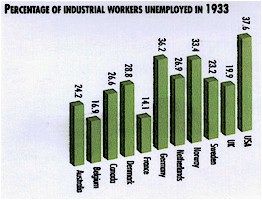 PERCENTAGE OF INDUSTRIAL WORKERS UNEMPLOYED IN 1933
24.2
16.9
26.6
28.8
14.1
36.2
26.9
33.4
23.2
19.9
37.6
Australia
Belgium
Canada
Denmark
France
Germany
Netherlands
Norway
Sweden
UK
USA